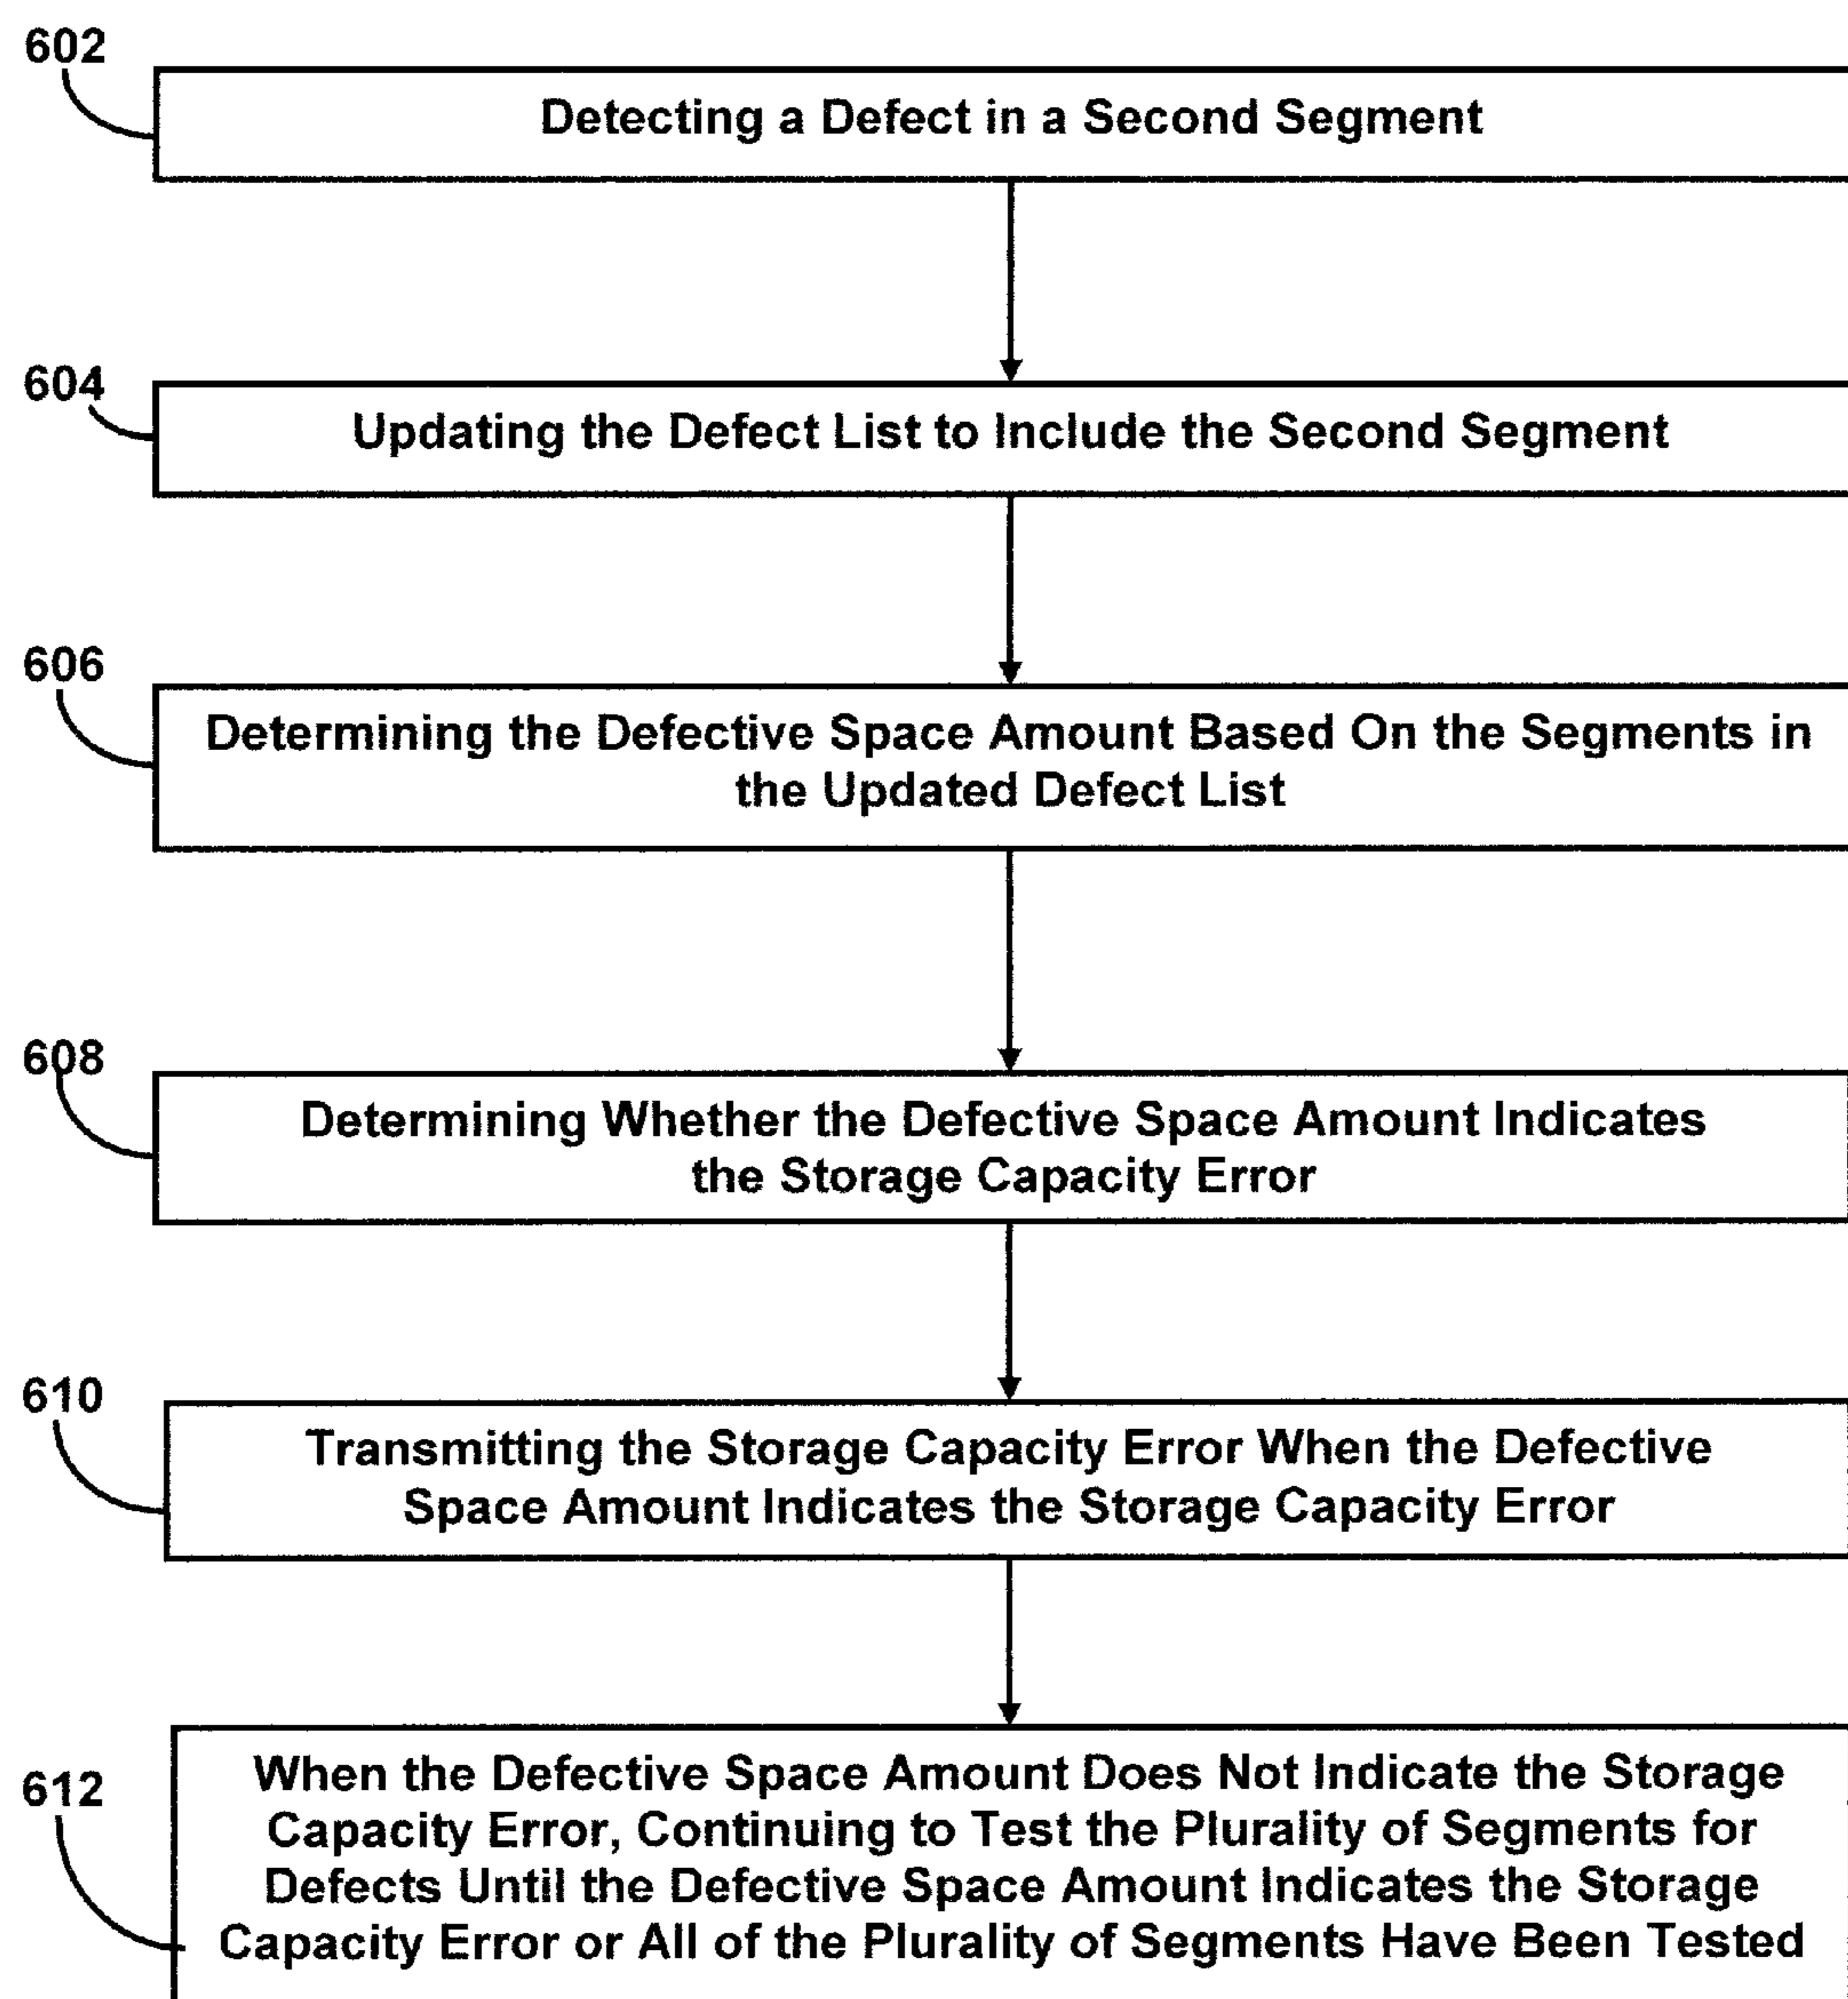 602
Detecting a Defect in a Second Segment
604
Updating the Defect List to Include the Second Segment
606
Determining the Defective Space Amount Based On the Segments in
the Updated Defect List
608
Determining Whether the Defective Space Amount Indicates
the Storage Capacity Error
610
Transmitting the Storage Capacity Error When the Defective
Space Amount Indicates the Storage Capacity Error
612
When the Defective Space Amount Does Not Indicate the Storage
Capacity Error, Continuing to Test the Plurality of Segments for
Defects Until the Defective Space Amount Indicates the Storage
Capacity Error or All of the Plurality of Segments Have Been Tested